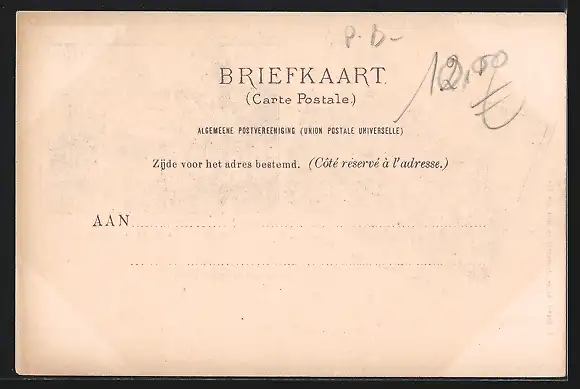 P. B-
12,00 €
BRIEFKAART.
(Carte Postale.)
ALGEMEENE POSTVEREENIGING (UNION POSTALE UNIVERSELLE)
Zijde voor het adres bestemd. (Côté réservé à l'adresse.)
AAN